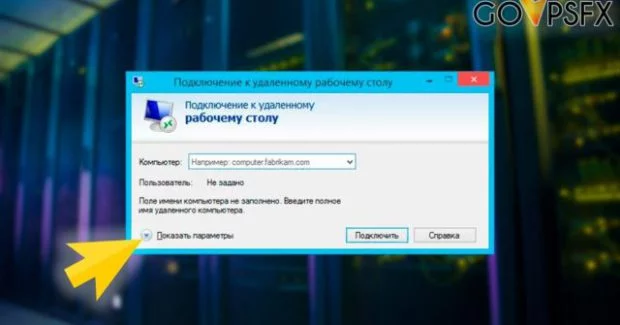 GOVPSFX
Подключение к удаленному рабочему столу
Подключение к удаленному
рабочему столу
Компьютер: Например: computer.fabrikam.com
Пользователь: Не задано
Поле имени компьютера не заполнено. Введите полное
имя удаленного компьютера.
Показать параметры Подключить Справка